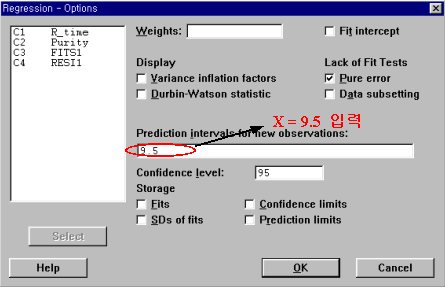 Regression - Options
C1 R_time
C2 Purity
C3 FITS1
C4 RESI1
Weights:
Fit intercept
Display
Lack of Fit Tests
Variance inflation factors
Pure error
Durbin-Watson statistic
Data subsetting
X = 9.5 입력
Prediction intervals for new observations:
9.5
Confidence level: 95
Storage
Fits
Confidence limits
SDs of fits
Prediction limits
Select
Help
OK
Cancel